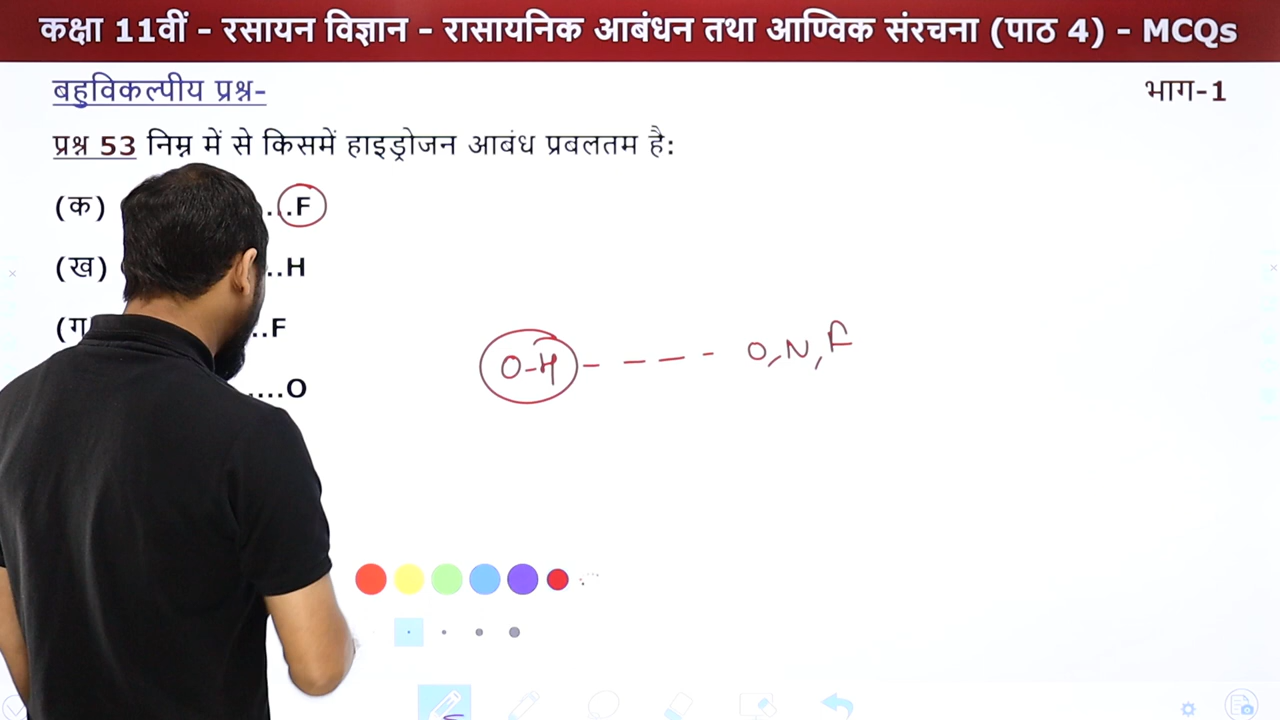 कक्षा 11वीं - रसायन विज्ञान - रासायनिक आबंधन तथा आण्विक संरचना (पाठ 4) - MCQs
बहुविकल्पीय प्रश्न-
भाग-1
प्रश्न 53 निम्न में से किसमें हाइड्रोजन आबंध प्रबलतम है:
(क) ...F
(ख) ..H
(ग ..F
....O
O-H - - - - O, N, F